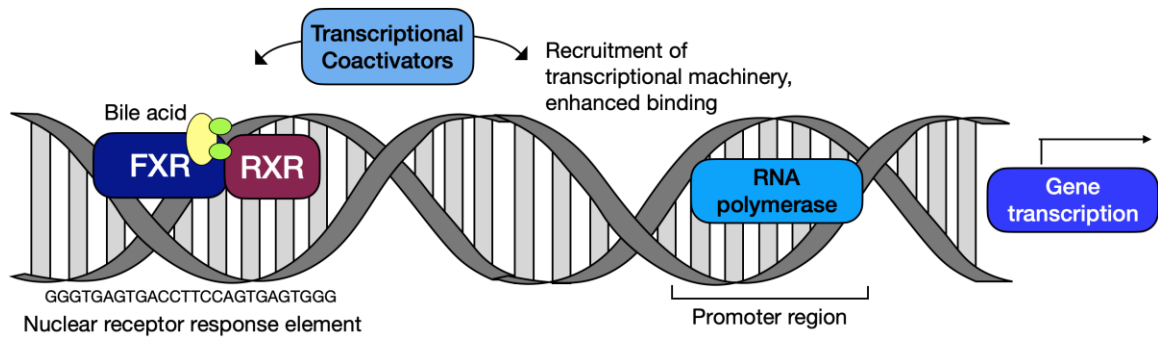 Transcriptional
Coactivators
Recruitment of
transcriptional machinery,
enhanced binding
Bile acid
FXR
RXR
RNA
polymerase
Gene
transcription
GGGTGAGTGACCTTCCAGTGAGTGGG
Nuclear receptor response element
Promoter region